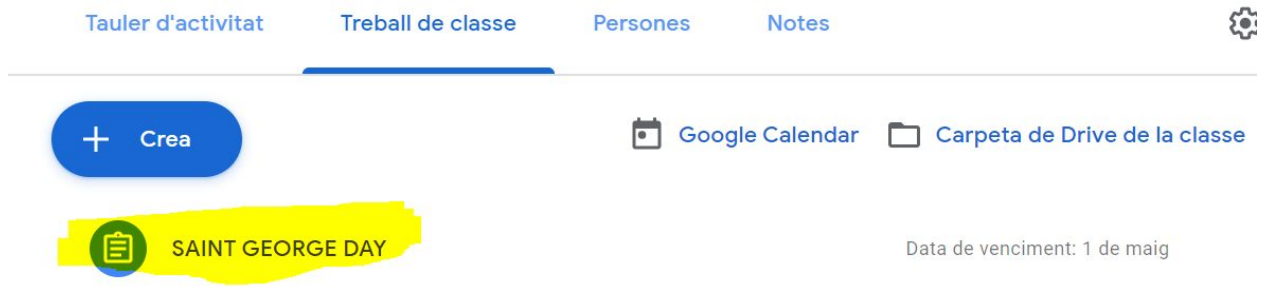 Tauler d'activitat Treball de classe Persones Notes
+ Crea Google Calendar Carpeta de Drive de la classe
SAINT GEORGE DAY Data de venciment: 1 de maig